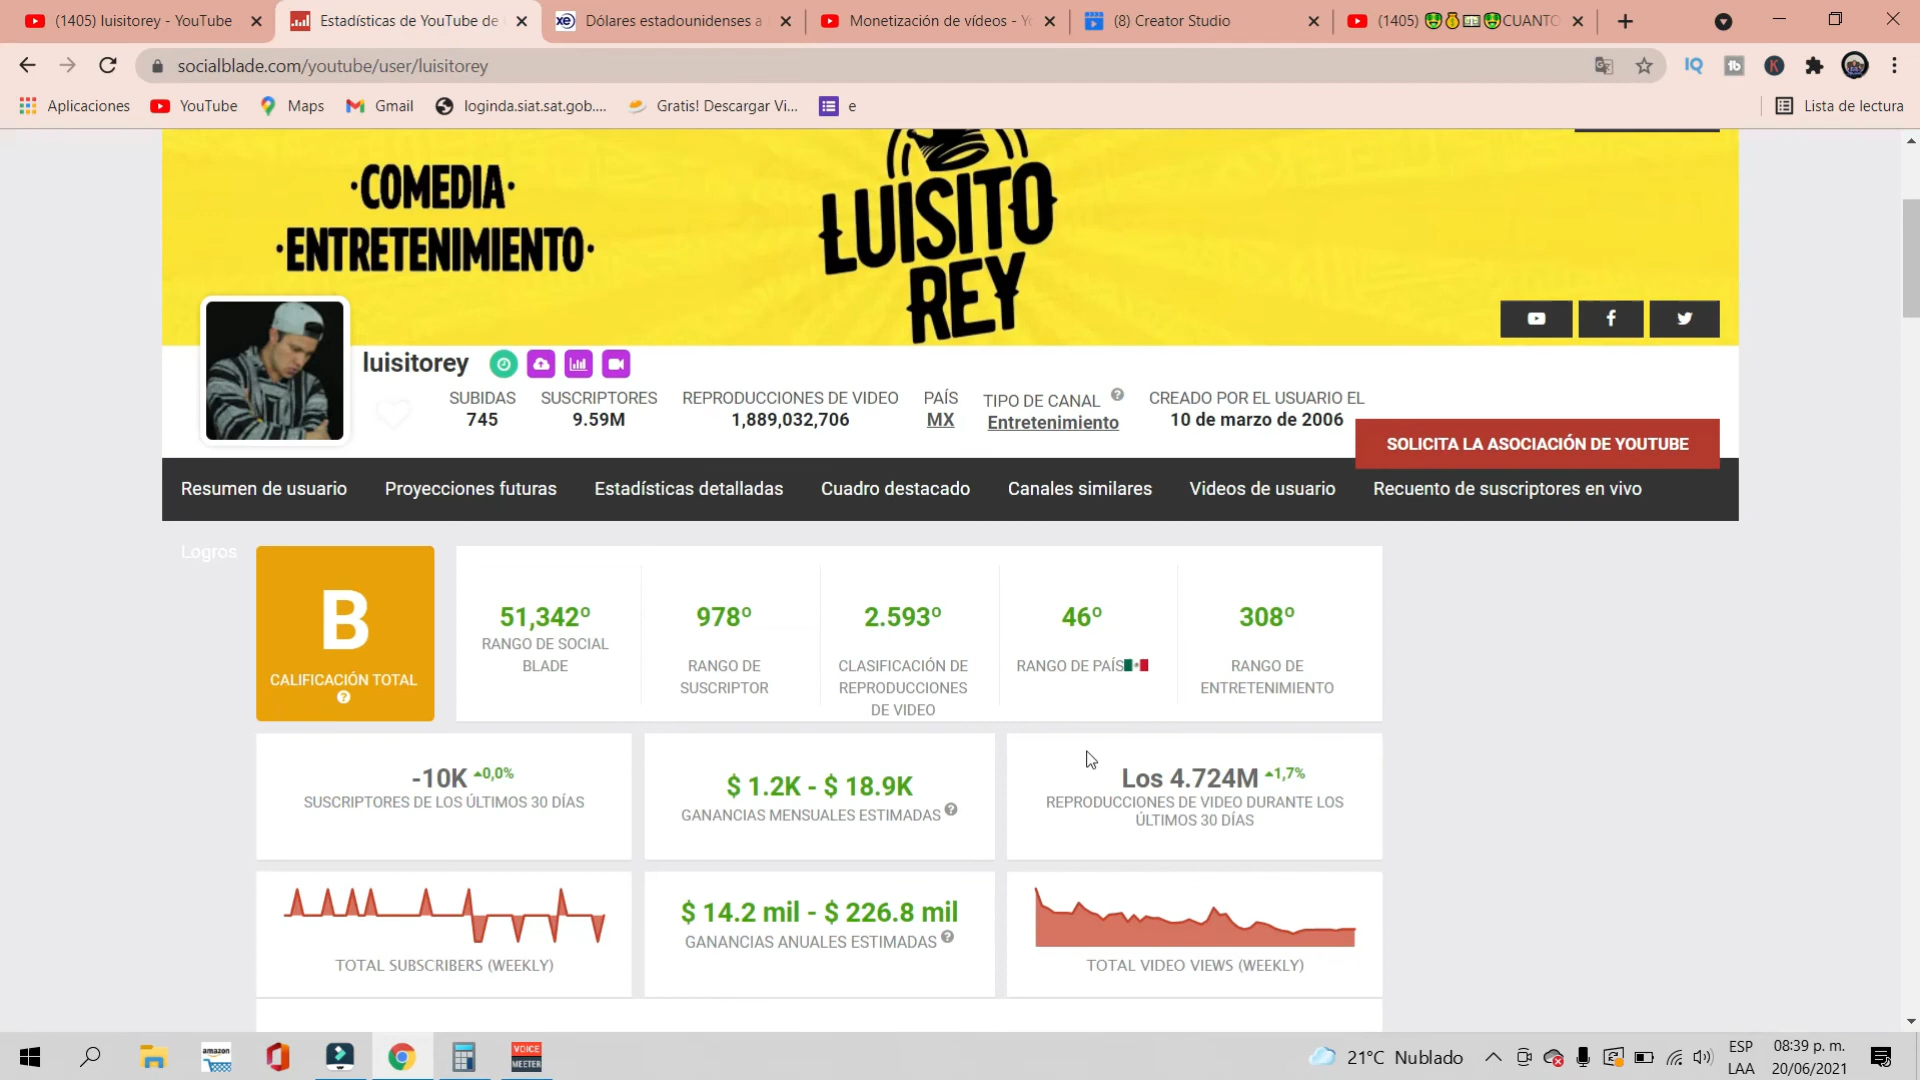 (1405) luisitorey - YouTube
Estadísticas de YouTube de
Dólares estadounidenses a
Monetización de vídeos - Yo
(8) Creator Studio
(1405) 🤑💰💵🤑CUANTO
socialblade.com/youtube/user/luisitorey
Aplicaciones
YouTube
Maps
Gmail
loginda.siat.sat.gob....
Gratis! Descargar Vi...
e
Lista de lectura
·COMEDIA·
·ENTRETENIMIENTO·
LUISITO
REY
luisitorey
SUBIDAS
745
SUSCRIPTORES
9.59M
REPRODUCCIONES DE VIDEO
1,889,032,706
PAÍS
MX
TIPO DE CANAL
Entretenimiento
CREADO POR EL USUARIO EL
10 de marzo de 2006
SOLICITA LA ASOCIACIÓN DE YOUTUBE
Resumen de usuario
Proyecciones futuras
Estadísticas detalladas
Cuadro destacado
Canales similares
Videos de usuario
Recuento de suscriptores en vivo
Logros
B
CALIFICACIÓN TOTAL
51,342º
RANGO DE SOCIAL
BLADE
978º
RANGO DE
SUSCRIPTOR
2.593º
CLASIFICACIÓN DE
REPRODUCCIONES
DE VIDEO
46º
RANGO DE PAÍS
308º
RANGO DE
ENTRETENIMIENTO
-10K 0,0%
SUSCRIPTORES DE LOS ÚLTIMOS 30 DÍAS
$ 1.2K - $ 18.9K
GANANCIAS MENSUALES ESTIMADAS
Los 4.724M 1,7%
REPRODUCCIONES DE VIDEO DURANTE LOS
ÚLTIMOS 30 DÍAS
TOTAL SUBSCRIBERS (WEEKLY)
$ 14.2 mil - $ 226.8 mil
GANANCIAS ANUALES ESTIMADAS
TOTAL VIDEO VIEWS (WEEKLY)
amazon
VOICE
MEETER
21°C Nublado
ESP
LAA
08:39 p. m.
20/06/2021